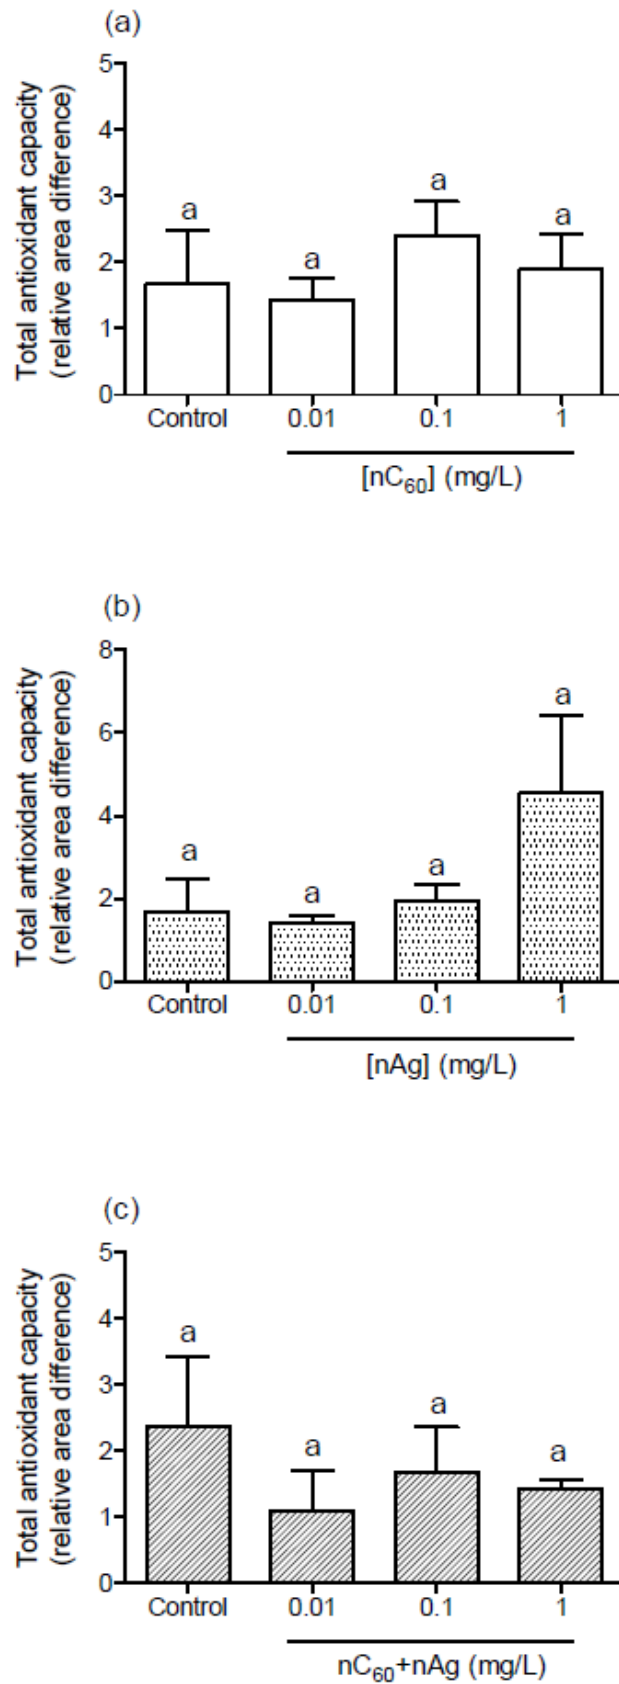 (a)
Total antioxidant capacity
(relative area difference)
5
4
3
2
1
0
a
a
a
a
Control
0.01
0.1
1
[nC₆₀] (mg/L)
(b)
Total antioxidant capacity
(relative area difference)
8
6
4
2
0
a
a
a
a
Control
0.01
0.1
1
[nAg] (mg/L)
(c)
Total antioxidant capacity
(relative area difference)
5
4
3
2
1
0
a
a
a
a
Control
0.01
0.1
1
nC₆₀+nAg (mg/L)